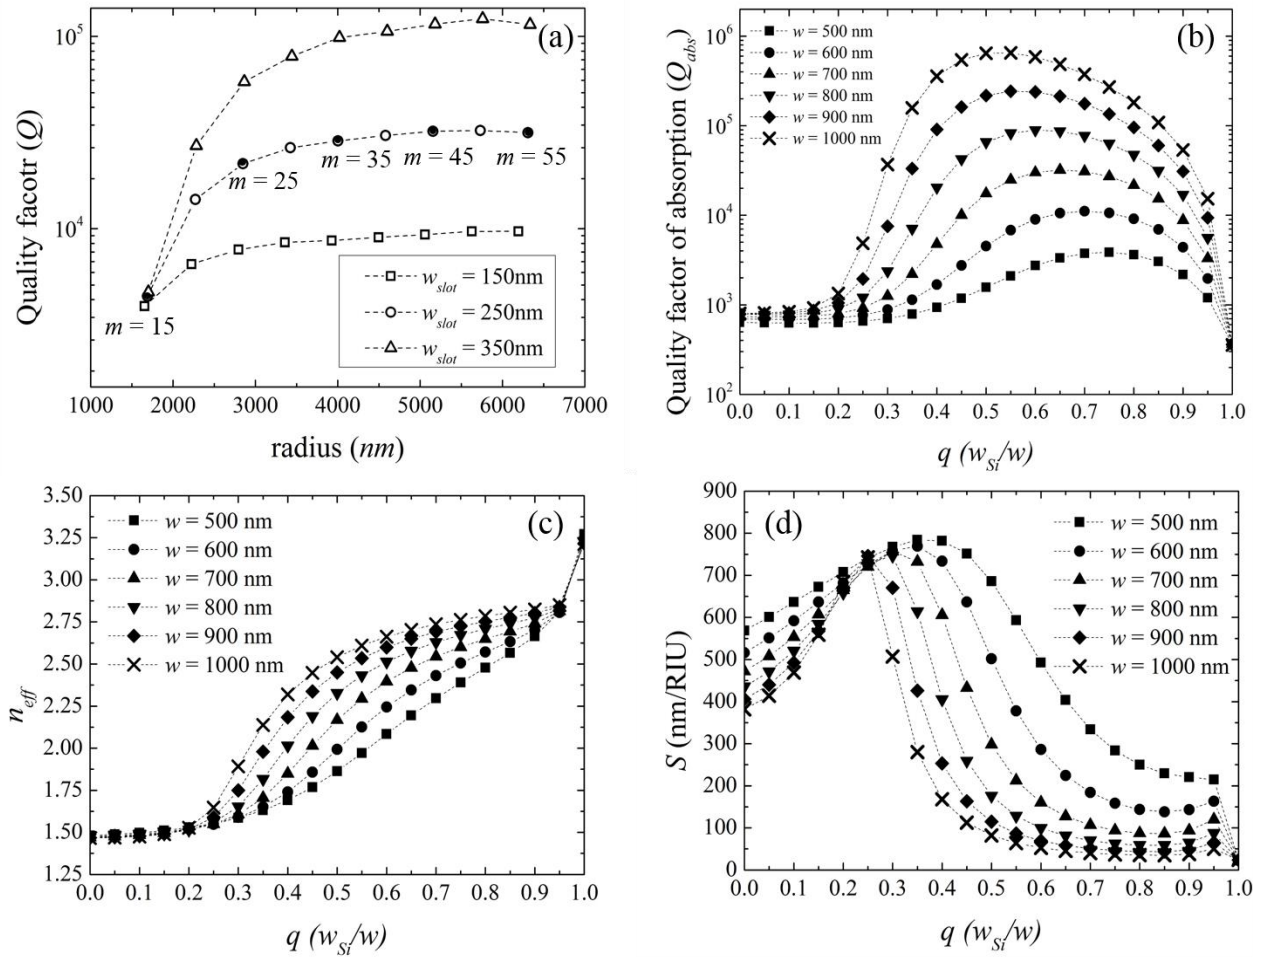 (a)
Quality facotr (Q)
10^5
10^4
m = 15
m = 25
m = 35
m = 45
m = 55
w_slot = 150nm
w_slot = 250nm
w_slot = 350nm
1000 2000 3000 4000 5000 6000 7000
radius (nm)
(b)
Quality factor of absorption (Q_abs)
10^6
10^5
10^4
10^3
10^2
w = 500 nm
w = 600 nm
w = 700 nm
w = 800 nm
w = 900 nm
w = 1000 nm
0.0 0.1 0.2 0.3 0.4 0.5 0.6 0.7 0.8 0.9 1.0
q (w_Si/w)
(c)
n_eff
3.50
3.25
3.00
2.75
2.50
2.25
2.00
1.75
1.50
1.25
w = 500 nm
w = 600 nm
w = 700 nm
w = 800 nm
w = 900 nm
w = 1000 nm
0.0 0.1 0.2 0.3 0.4 0.5 0.6 0.7 0.8 0.9 1.0
q (w_Si/w)
(d)
S (nm/RIU)
900
800
700
600
500
400
300
200
100
0
w = 500 nm
w = 600 nm
w = 700 nm
w = 800 nm
w = 900 nm
w = 1000 nm
0.0 0.1 0.2 0.3 0.4 0.5 0.6 0.7 0.8 0.9 1.0
q (w_Si/w)